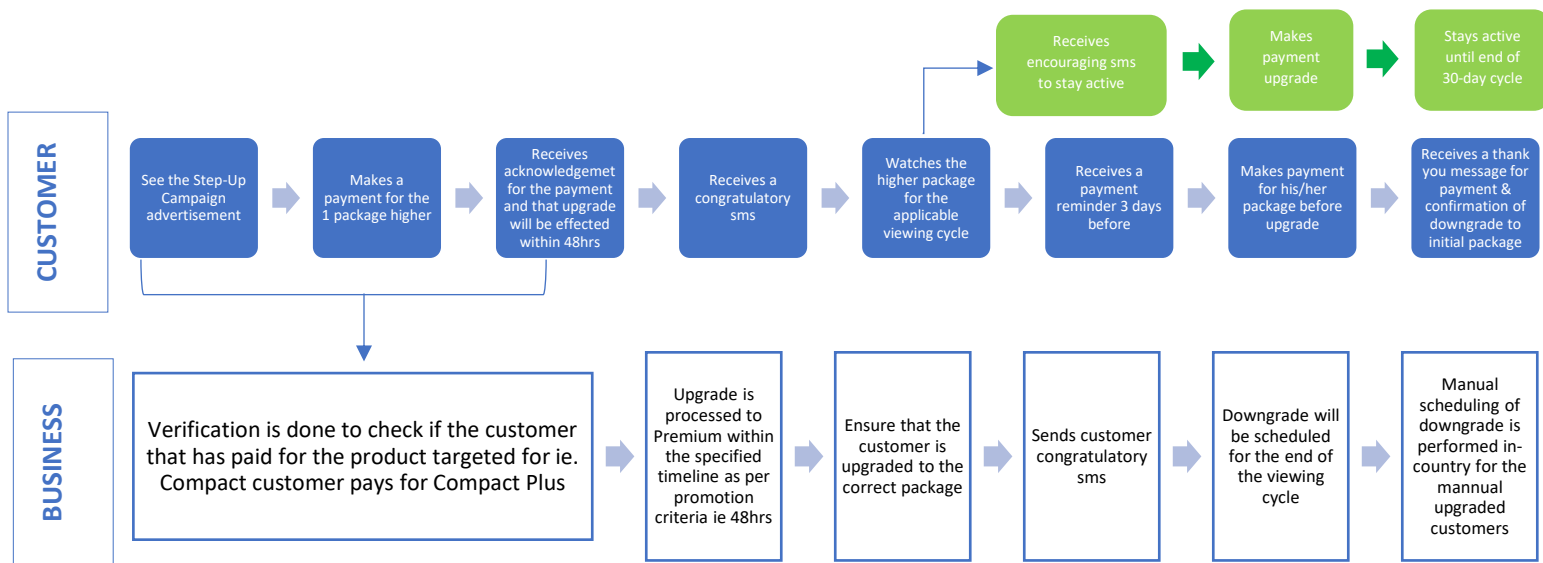 Receives
encouraging sms
to stay active
Makes
payment
upgrade
Stays active
until end of
30-day cycle
CUSTOMER
See the Step-Up
Campaign
advertisement
Makes a
payment for the
1 package higher
Receives
acknowledgemet
for the payment
and that upgrade
will be effected
within 48hrs
Receives a
congratulatory
sms
Watches the
higher package
for the
applicable
viewing cycle
Receives a
payment
reminder 3 days
before
Makes payment
for his/her
package before
upgrade
Receives a thank
you message for
payment &
confirmation of
downgrade to
initial package
BUSINESS
Verification is done to check if the customer
that has paid for the product targeted for ie.
Compact customer pays for Compact Plus
Upgrade is
processed to
Premium within
the specified
timeline as per
promotion
criteria ie 48hrs
Ensure that the
customer is
upgraded to the
correct package
Sends customer
congratulatory
sms
Downgrade will
be scheduled
for the end of
the viewing
cycle
Manual
scheduling of
downgrade is
performed in-
country for the
mannual
upgraded
customers